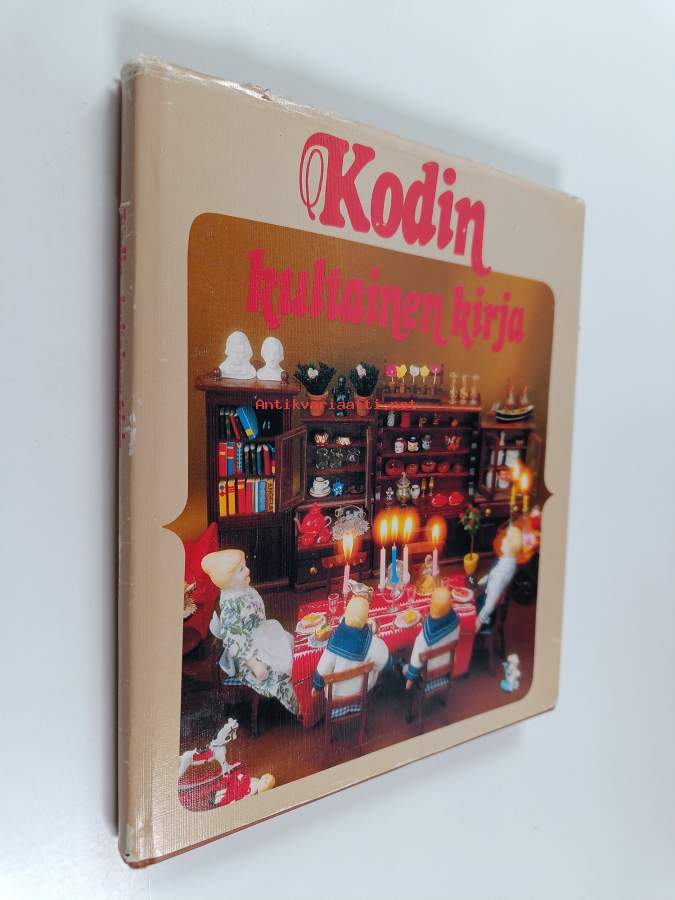 Kodin
kultainen kirja
Antikvariaatti.net